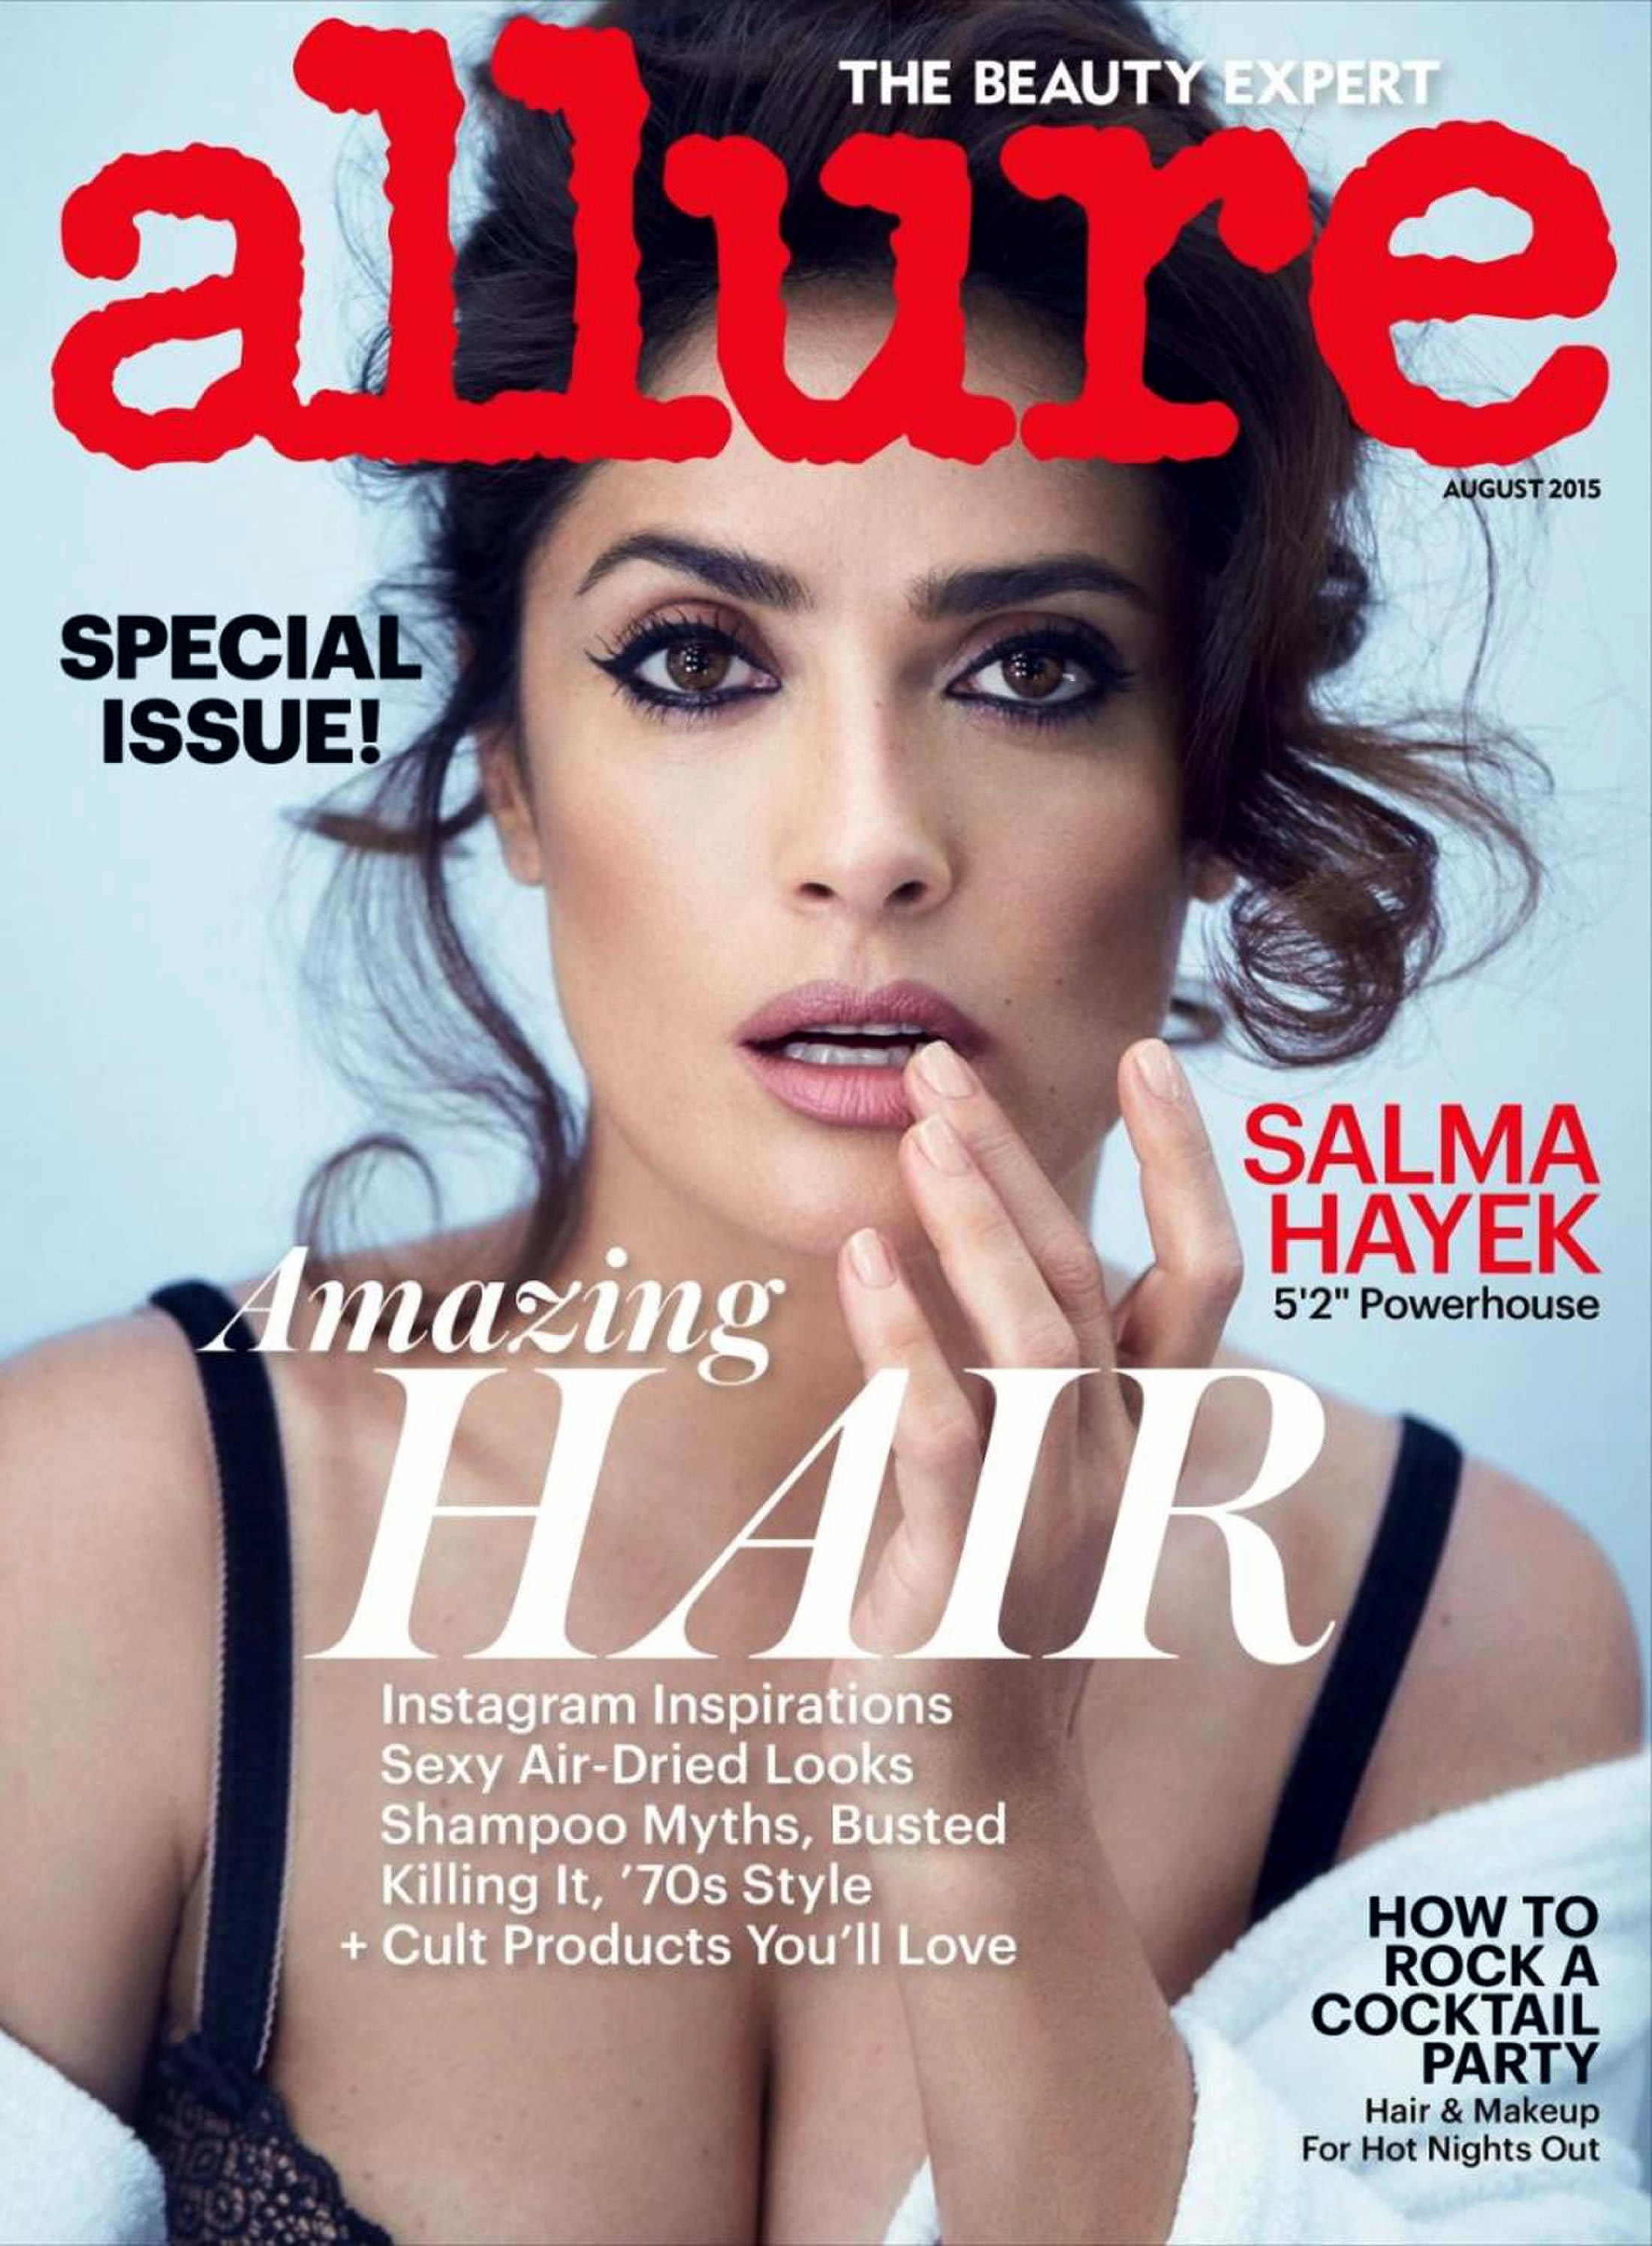 THE BEAUTY EXPERT
allure
AUGUST 2015
SPECIAL
ISSUE!
SALMA
HAYEK
5'2" Powerhouse
Amazing
HAIR
Instagram Inspirations
Sexy Air-Dried Looks
Shampoo Myths, Busted
Killing It, ’70s Style
+ Cult Products You’ll Love
HOW TO
ROCK A
COCKTAIL
PARTY
Hair & Makeup
For Hot Nights Out